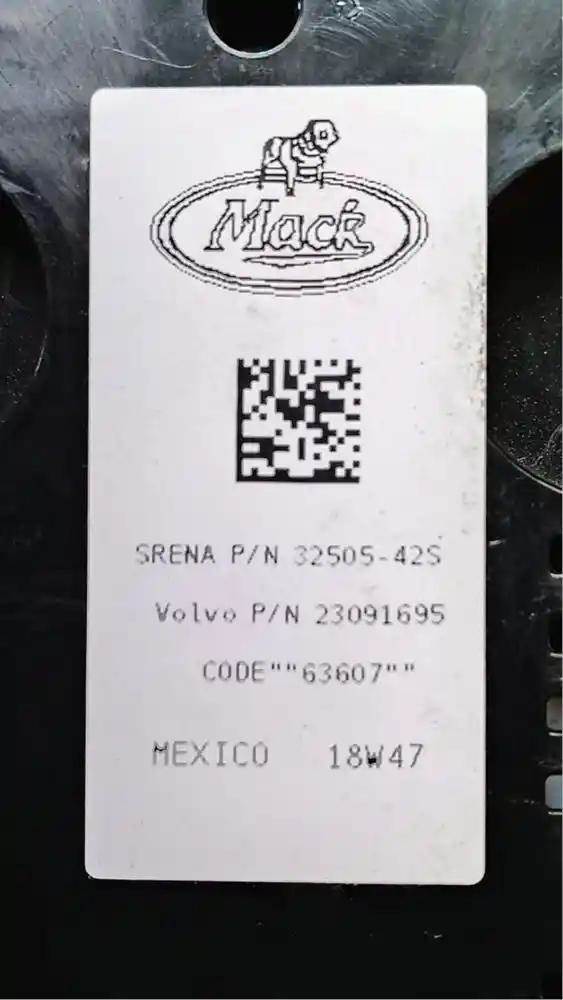 Mack
SRENA P/N 32505-42S
Volvo P/N 23091695
CODE""63607""
MEXICO 18W47